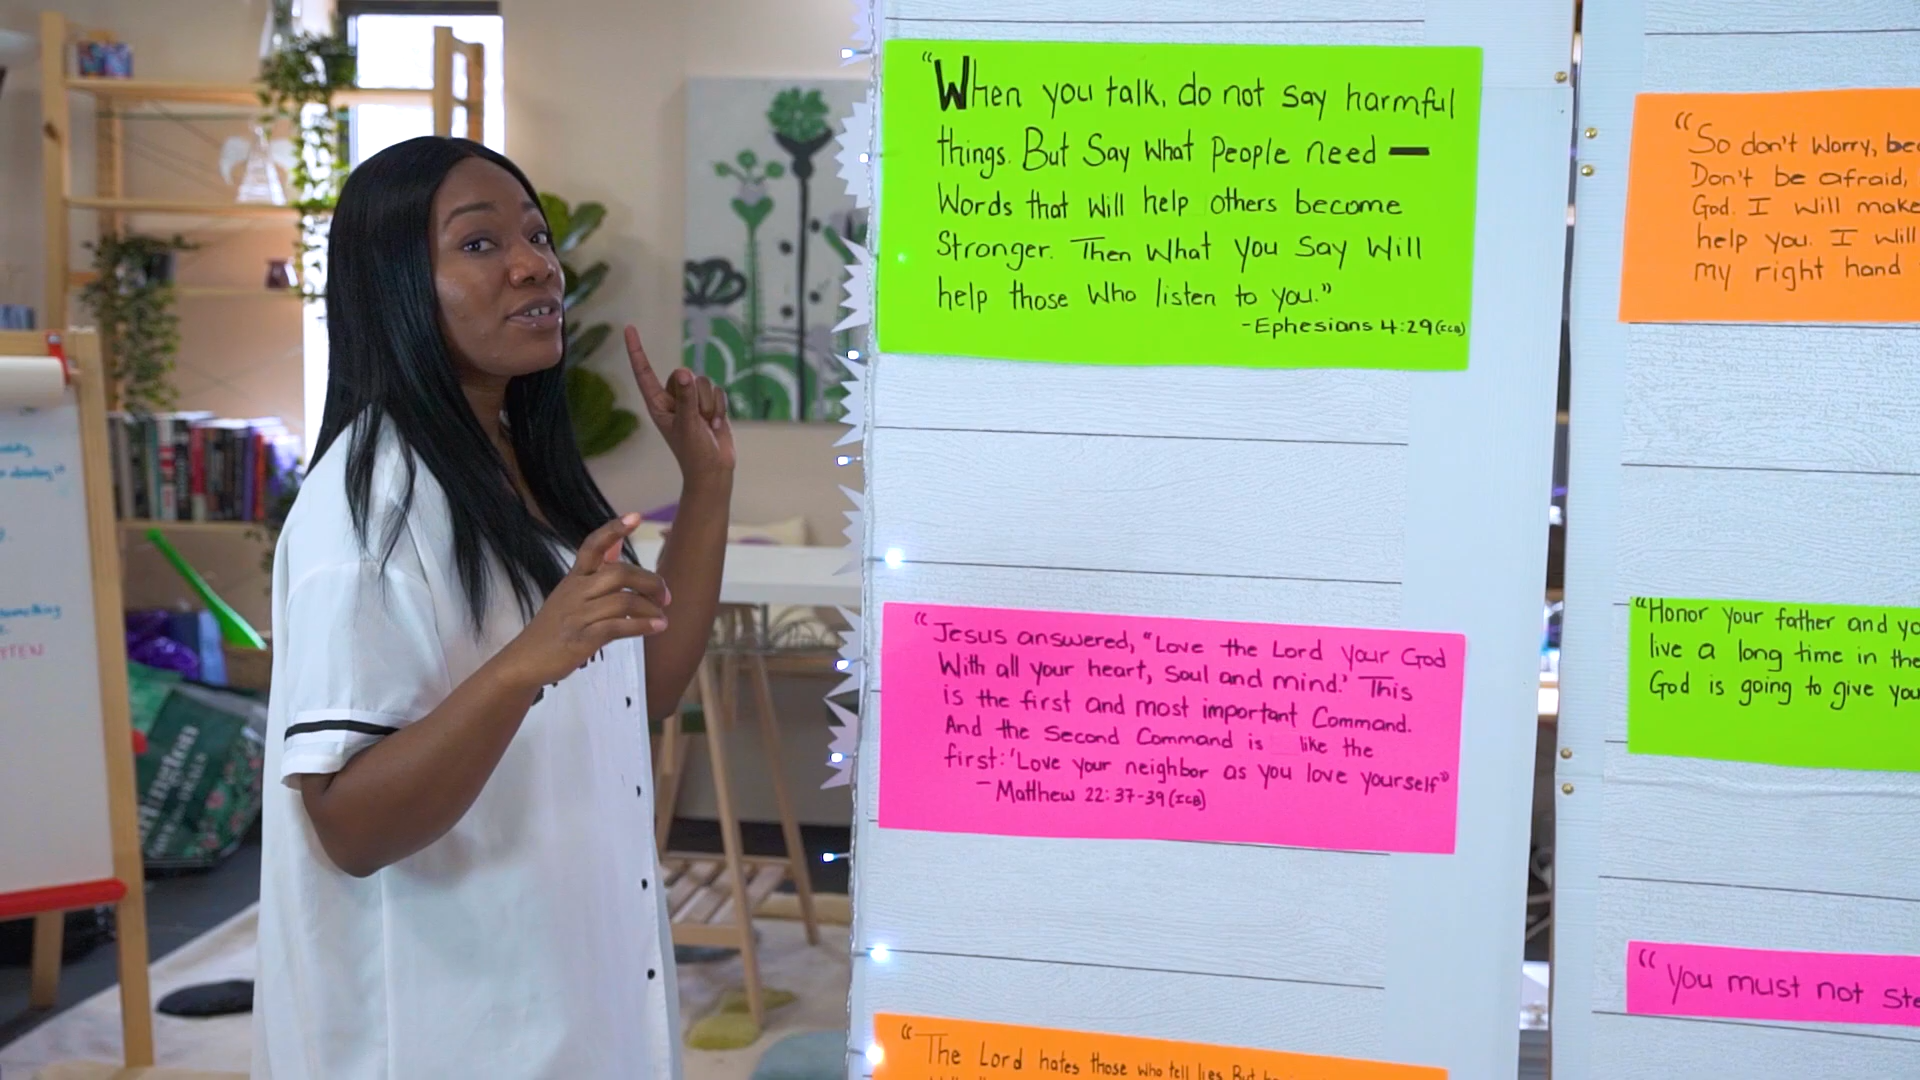 “When you talk, do not say harmful
things. But Say What People need —
Words that will help others become
Stronger. Then What you Say Will
help those Who listen to you.”
-Ephesians 4:29(ICB)
“Jesus answered, “Love the Lord your God
With all your heart, Soul and mind.’ This
is the first and most important Command.
And the Second Command is like the
first: ‘Love your neighbor as you love yourself”
- Matthew 22:37-39(ICB)
“The Lord hates those who tell lies. But
“So don't Worry,
Don't be afraid,
God. I will make
help you. I will
my right hand
“Honor your father and
live a long time in the
God is going to give you
“You must not
something